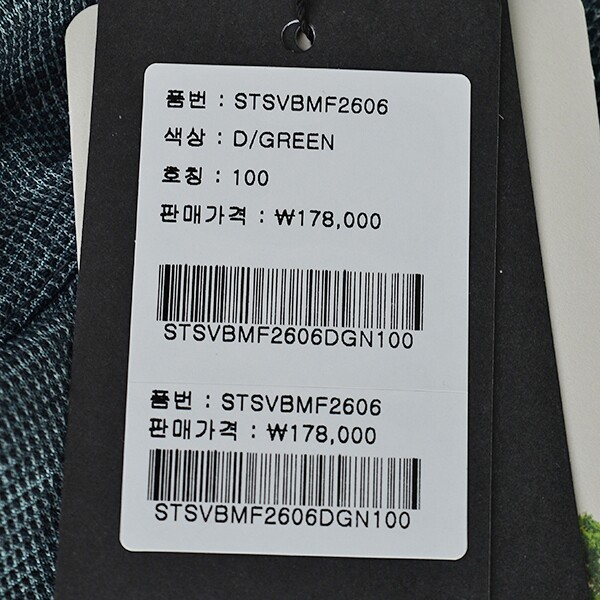 품번 : STSVBMF2606
색상 : D/GREEN
호칭 : 100
판매가격 : ₩178,000
STSVBMF2606DGN100
품번 : STSVBMF2606
판매가격 : ₩178,000
STSVBMF2606DGN100